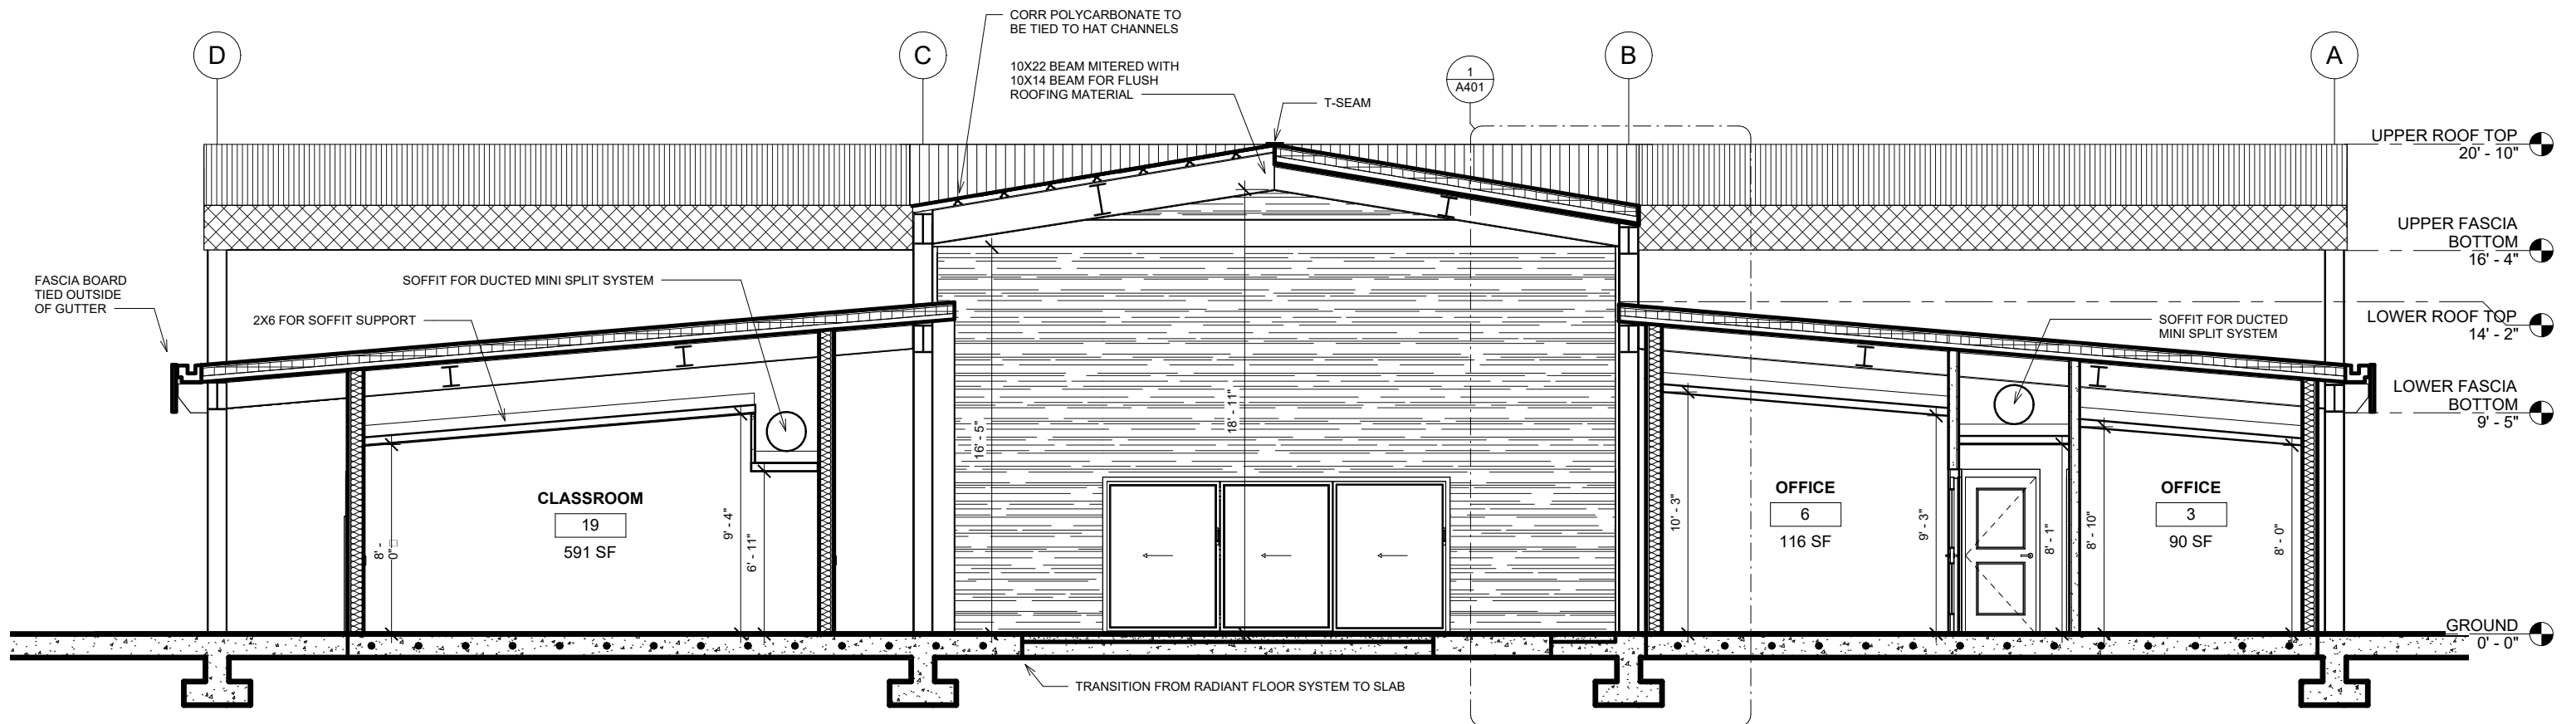 CORR POLYCARBONATE TO
BE TIED TO HAT CHANNELS
D
C
B
A
10X22 BEAM MITERED WITH
10X14 BEAM FOR FLUSH
ROOFING MATERIAL
1
A401
T-SEAM
UPPER ROOF TOP
20' - 10"
UPPER FASCIA
BOTTOM
16' - 4"
FASCIA BOARD
TIED OUTSIDE
OF GUTTER
SOFFIT FOR DUCTED MINI SPLIT SYSTEM
2X6 FOR SOFFIT SUPPORT
SOFFIT FOR DUCTED
MINI SPLIT SYSTEM
LOWER ROOF TOP
14' - 2"
LOWER FASCIA
BOTTOM
9' - 5"
CLASSROOM
19
591 SF
8' -
0"
9' - 4"
6' - 11"
16' - 5"
18' - 11"
10' - 3"
OFFICE
6
116 SF
9' - 3"
8' - 1"
8' - 10"
OFFICE
3
90 SF
8' - 0"
GROUND
0' - 0"
TRANSITION FROM RADIANT FLOOR SYSTEM TO SLAB